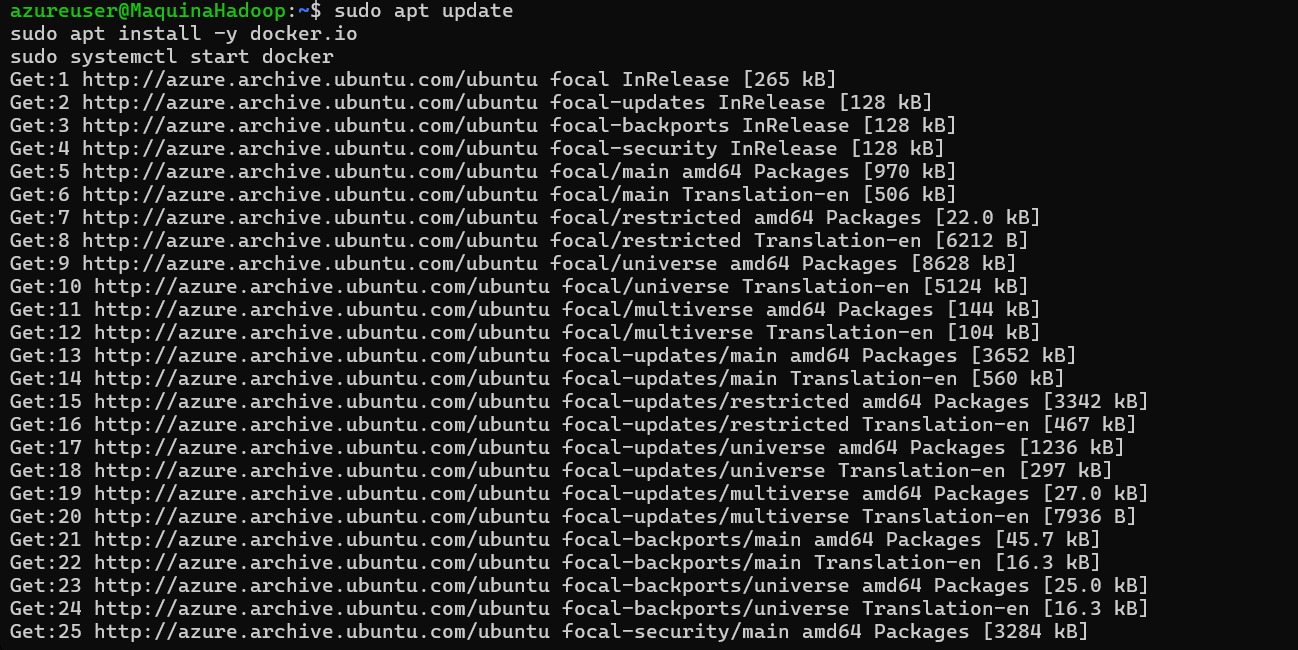 azureuser@MaquinaHadoop:~$ sudo apt update
sudo apt install -y docker.io
sudo systemctl start docker
Get:1 http://azure.archive.ubuntu.com/ubuntu focal InRelease [265 kB]
Get:2 http://azure.archive.ubuntu.com/ubuntu focal-updates InRelease [128 kB]
Get:3 http://azure.archive.ubuntu.com/ubuntu focal-backports InRelease [128 kB]
Get:4 http://azure.archive.ubuntu.com/ubuntu focal-security InRelease [128 kB]
Get:5 http://azure.archive.ubuntu.com/ubuntu focal/main amd64 Packages [970 kB]
Get:6 http://azure.archive.ubuntu.com/ubuntu focal/main Translation-en [506 kB]
Get:7 http://azure.archive.ubuntu.com/ubuntu focal/restricted amd64 Packages [22.0 kB]
Get:8 http://azure.archive.ubuntu.com/ubuntu focal/restricted Translation-en [6212 B]
Get:9 http://azure.archive.ubuntu.com/ubuntu focal/universe amd64 Packages [8628 kB]
Get:10 http://azure.archive.ubuntu.com/ubuntu focal/universe Translation-en [5124 kB]
Get:11 http://azure.archive.ubuntu.com/ubuntu focal/multiverse amd64 Packages [144 kB]
Get:12 http://azure.archive.ubuntu.com/ubuntu focal/multiverse Translation-en [104 kB]
Get:13 http://azure.archive.ubuntu.com/ubuntu focal-updates/main amd64 Packages [3652 kB]
Get:14 http://azure.archive.ubuntu.com/ubuntu focal-updates/main Translation-en [560 kB]
Get:15 http://azure.archive.ubuntu.com/ubuntu focal-updates/restricted amd64 Packages [3342 kB]
Get:16 http://azure.archive.ubuntu.com/ubuntu focal-updates/restricted Translation-en [467 kB]
Get:17 http://azure.archive.ubuntu.com/ubuntu focal-updates/universe amd64 Packages [1236 kB]
Get:18 http://azure.archive.ubuntu.com/ubuntu focal-updates/universe Translation-en [297 kB]
Get:19 http://azure.archive.ubuntu.com/ubuntu focal-updates/multiverse amd64 Packages [27.0 kB]
Get:20 http://azure.archive.ubuntu.com/ubuntu focal-updates/multiverse Translation-en [7936 B]
Get:21 http://azure.archive.ubuntu.com/ubuntu focal-backports/main amd64 Packages [45.7 kB]
Get:22 http://azure.archive.ubuntu.com/ubuntu focal-backports/main Translation-en [16.3 kB]
Get:23 http://azure.archive.ubuntu.com/ubuntu focal-backports/universe amd64 Packages [25.0 kB]
Get:24 http://azure.archive.ubuntu.com/ubuntu focal-backports/universe Translation-en [16.3 kB]
Get:25 http://azure.archive.ubuntu.com/ubuntu focal-security/main amd64 Packages [3284 kB]